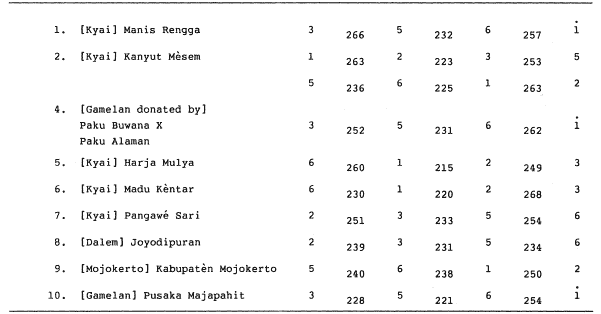 1. [Kyai] Manis Rengga 3 266 5 232 6 257 i̇
2. [Kyai] Kanyut Mèsem 1 263 2 223 3 253 5
5 236 6 225 1 263 2
4. [Gamelan donated by]
Paku Buwana X 3 252 5 231 6 262 i̇
Paku Alaman
5. [Kyai] Harja Mulya 6 260 1 215 2 249 3
6. [Kyai] Madu Kèntar 6 230 1 220 2 268 3
7. [Kyai] Pangawé Sari 2 251 3 233 5 254 6
8. [Dalem] Joyodipuran 2 239 3 231 5 234 6
9. [Mojokerto] Kabupatèn Mojokerto 5 240 6 238 1 250 2
10. [Gamelan] Pusaka Majapahit 3 228 5 221 6 254 i̇